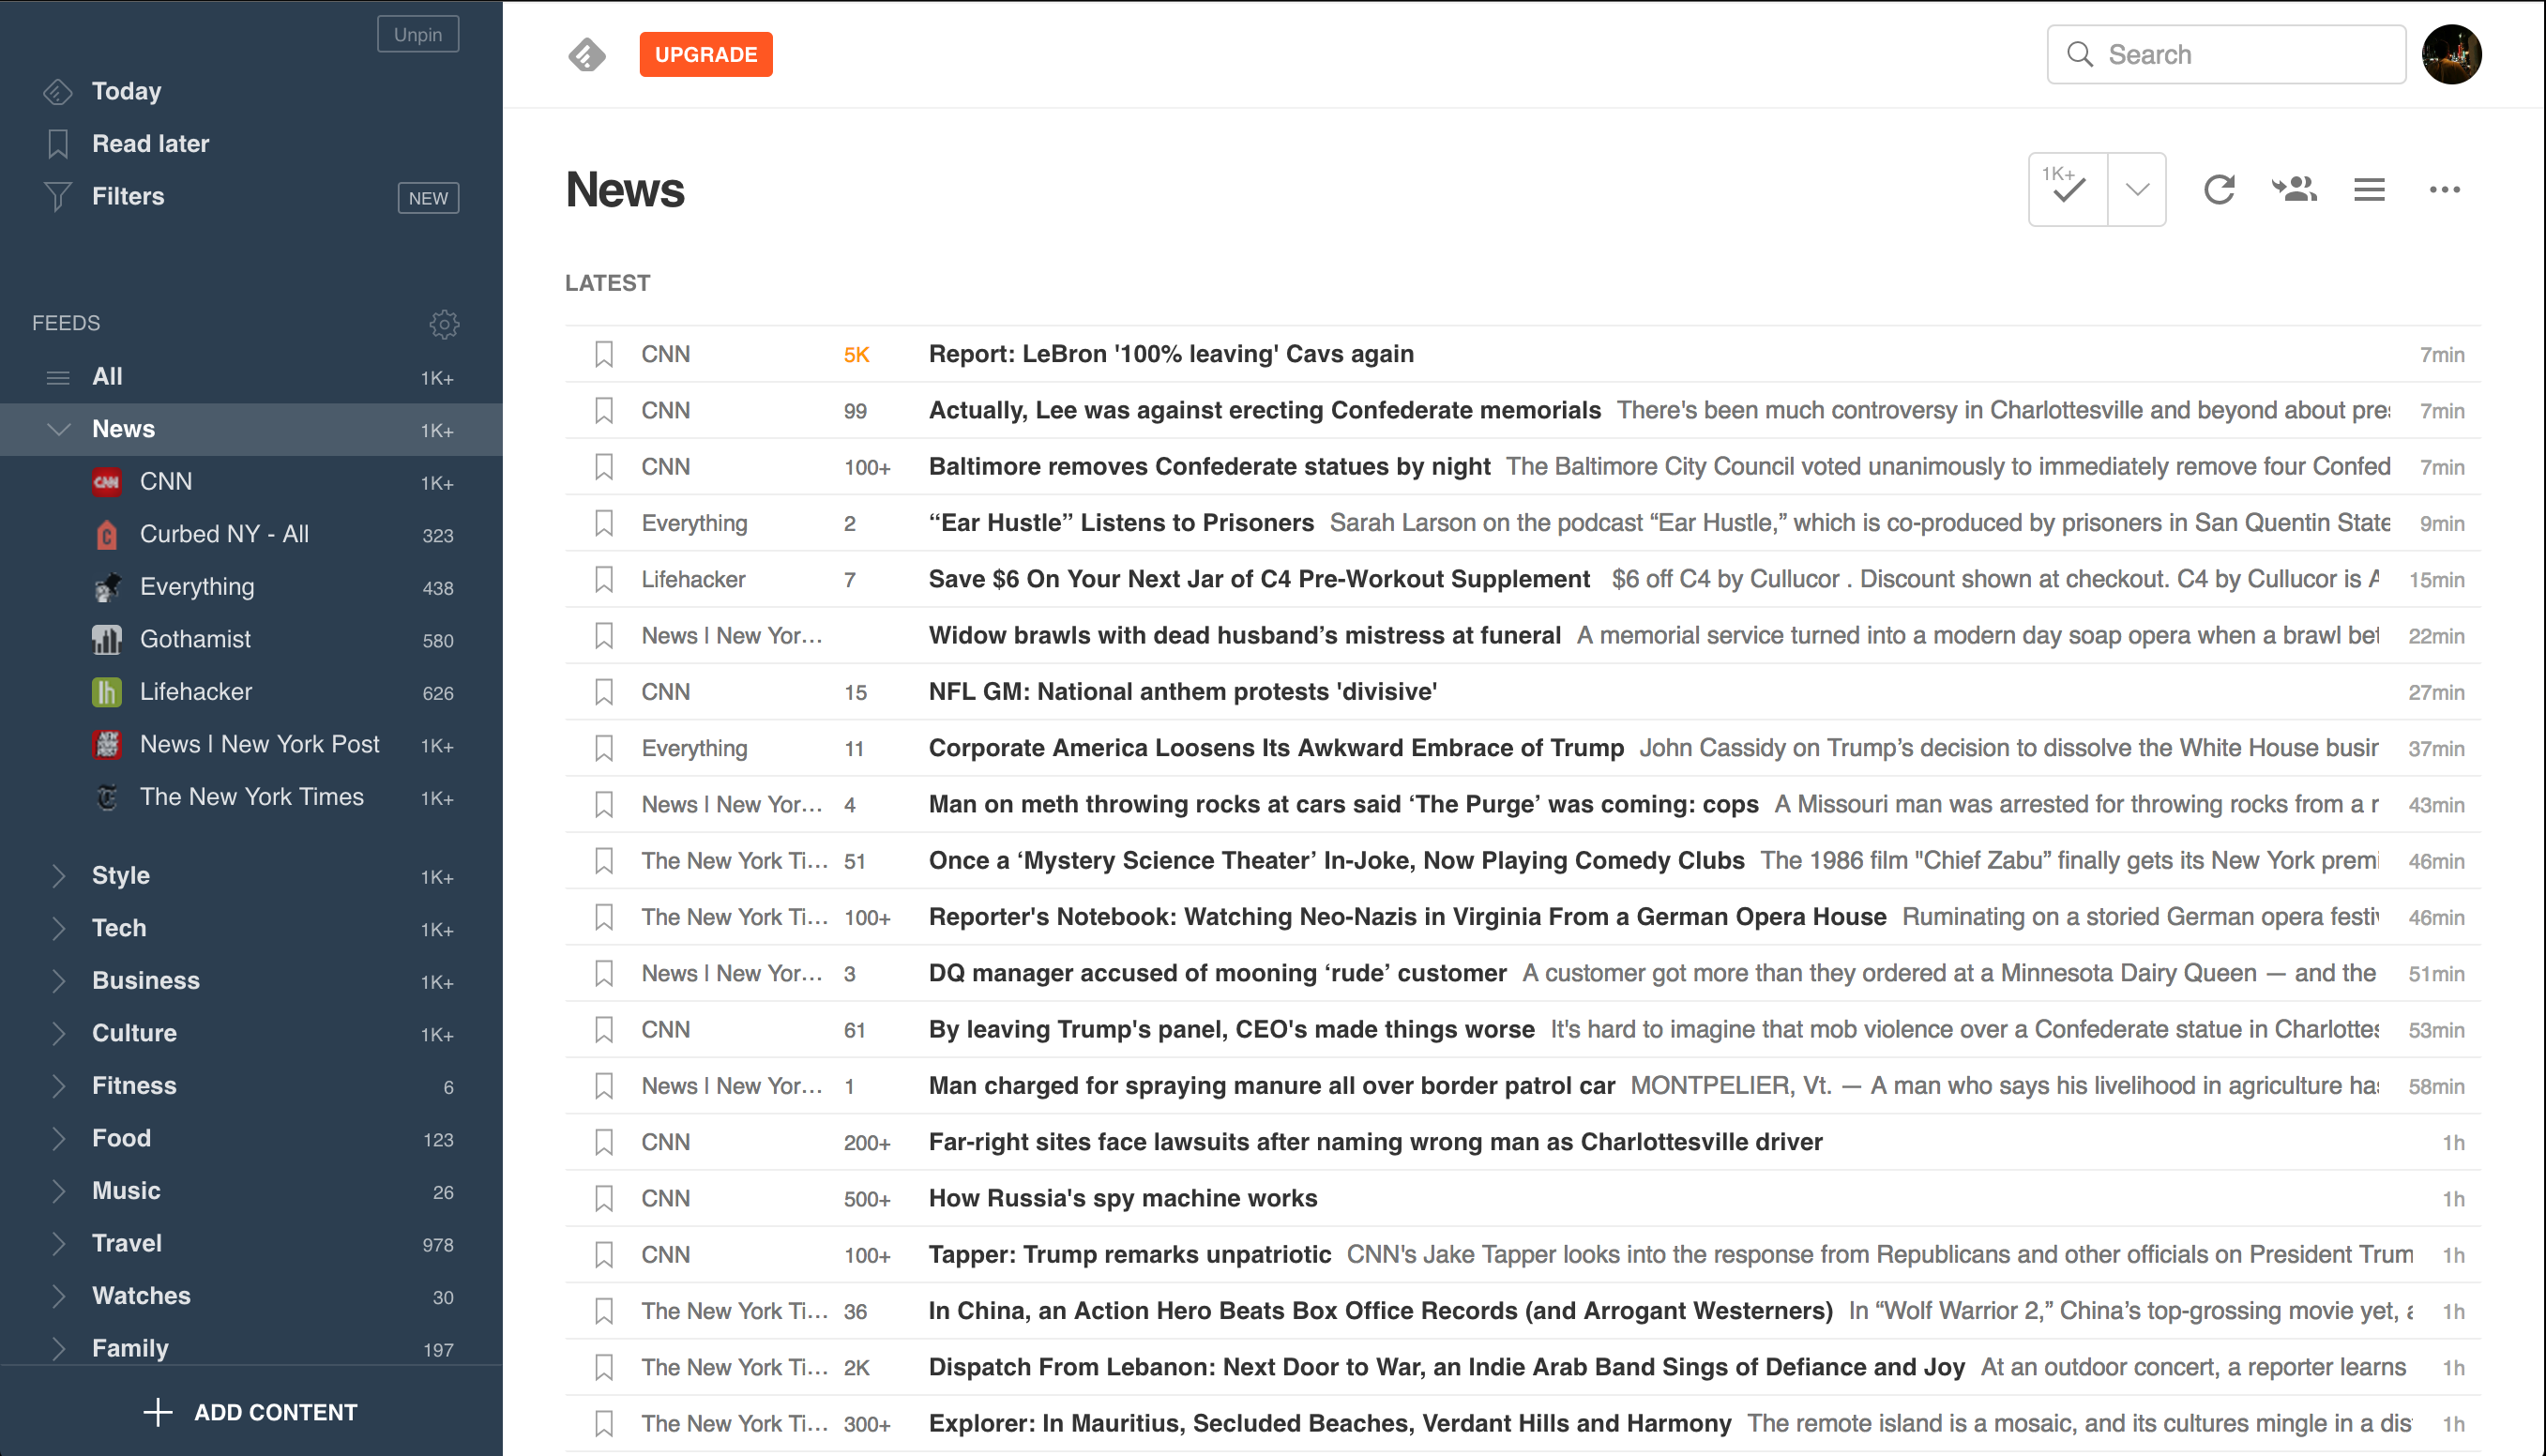 Unpin
Today
Read later
Filters NEW
FEEDS
All 1K+
News 1K+
CNN 1K+
Curbed NY - All 323
Everything 438
Gothamist 580
Lifehacker 626
News | New York Post 1K+
The New York Times 1K+
Style 1K+
Tech 1K+
Business 1K+
Culture 1K+
Fitness 6
Food 123
Music 26
Travel 978
Watches 30
Family 197
ADD CONTENT
UPGRADE
Search
News
1K+
LATEST
CNN 5K Report: LeBron '100% leaving' Cavs again 7min
CNN 99 Actually, Lee was against erecting Confederate memorials There's been much controversy in Charlottesville and beyond about pres 7min
CNN 100+ Baltimore removes Confederate statues by night The Baltimore City Council voted unanimously to immediately remove four Confed 7min
Everything 2 “Ear Hustle” Listens to Prisoners Sarah Larson on the podcast “Ear Hustle,” which is co-produced by prisoners in San Quentin State 9min
Lifehacker 7 Save $6 On Your Next Jar of C4 Pre-Workout Supplement $6 off C4 by Cullucor . Discount shown at checkout. C4 by Cullucor is A 15min
News | New Yor... Widow brawls with dead husband’s mistress at funeral A memorial service turned into a modern day soap opera when a brawl bet 22min
CNN 15 NFL GM: National anthem protests 'divisive' 27min
Everything 11 Corporate America Loosens Its Awkward Embrace of Trump John Cassidy on Trump’s decision to dissolve the White House busin 37min
News | New Yor... 4 Man on meth throwing rocks at cars said ‘The Purge’ was coming: cops A Missouri man was arrested for throwing rocks from a r 43min
The New York Ti... 51 Once a ‘Mystery Science Theater’ In-Joke, Now Playing Comedy Clubs The 1986 film "Chief Zabu” finally gets its New York premi 46min
The New York Ti... 100+ Reporter's Notebook: Watching Neo-Nazis in Virginia From a German Opera House Ruminating on a storied German opera festiv 46min
News | New Yor... 3 DQ manager accused of mooning ‘rude’ customer A customer got more than they ordered at a Minnesota Dairy Queen — and the 51min
CNN 61 By leaving Trump's panel, CEO's made things worse It's hard to imagine that mob violence over a Confederate statue in Charlottes 53min
News | New Yor... 1 Man charged for spraying manure all over border patrol car MONTPELIER, Vt. — A man who says his livelihood in agriculture has 58min
CNN 200+ Far-right sites face lawsuits after naming wrong man as Charlottesville driver 1h
CNN 500+ How Russia's spy machine works 1h
CNN 100+ Tapper: Trump remarks unpatriotic CNN's Jake Tapper looks into the response from Republicans and other officials on President Trum 1h
The New York Ti... 36 In China, an Action Hero Beats Box Office Records (and Arrogant Westerners) In “Wolf Warrior 2,” China’s top-grossing movie yet, a 1h
The New York Ti... 2K Dispatch From Lebanon: Next Door to War, an Indie Arab Band Sings of Defiance and Joy At an outdoor concert, a reporter learns 1h
The New York Ti... 300+ Explorer: In Mauritius, Secluded Beaches, Verdant Hills and Harmony The remote island is a mosaic, and its cultures mingle in a dis 1h